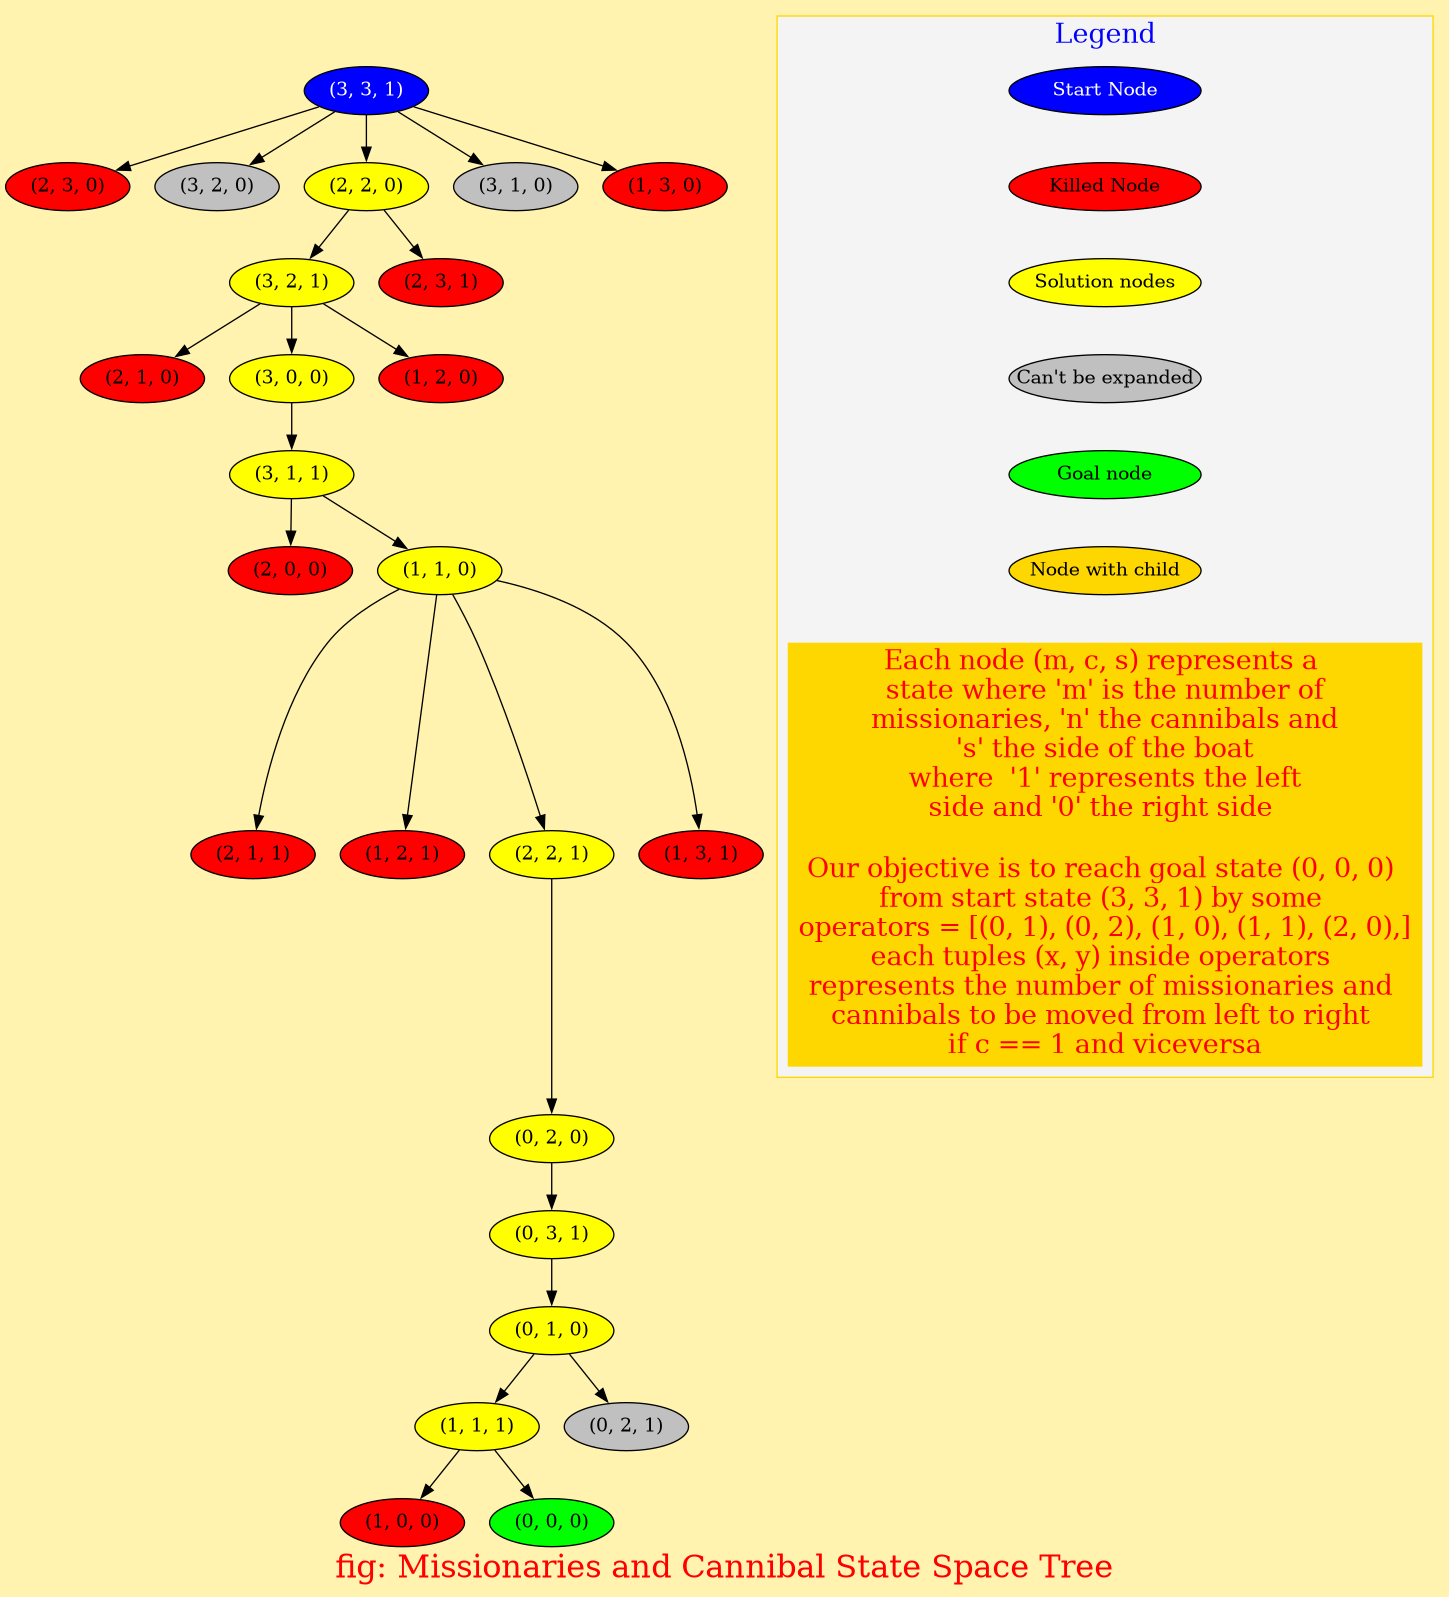 (3, 3, 1)
(2, 3, 0)
(3, 2, 0)
(2, 2, 0)
(3, 1, 0)
(1, 3, 0)
(3, 2, 1)
(2, 3, 1)
(2, 1, 0)
(3, 0, 0)
(1, 2, 0)
(3, 1, 1)
(2, 0, 0)
(1, 1, 0)
(2, 1, 1)
(1, 2, 1)
(2, 2, 1)
(1, 3, 1)
(0, 2, 0)
(0, 3, 1)
(0, 1, 0)
(1, 1, 1)
(0, 2, 1)
(1, 0, 0)
(0, 0, 0)
Legend
Start Node
Killed Node
Solution nodes
Can't be expanded
Goal node
Node with child
Each node (m, c, s) represents a
state where 'm' is the number of
missionaries, 'n' the cannibals and
's' the side of the boat
where '1' represents the left
side and '0' the right side
Our objective is to reach goal state (0, 0, 0)
from start state (3, 3, 1) by some
operators = [(0, 1), (0, 2), (1, 0), (1, 1), (2, 0),]
each tuples (x, y) inside operators
represents the number of missionaries and
cannibals to be moved from left to right
if c == 1 and viceversa
fig: Missionaries and Cannibal State Space Tree